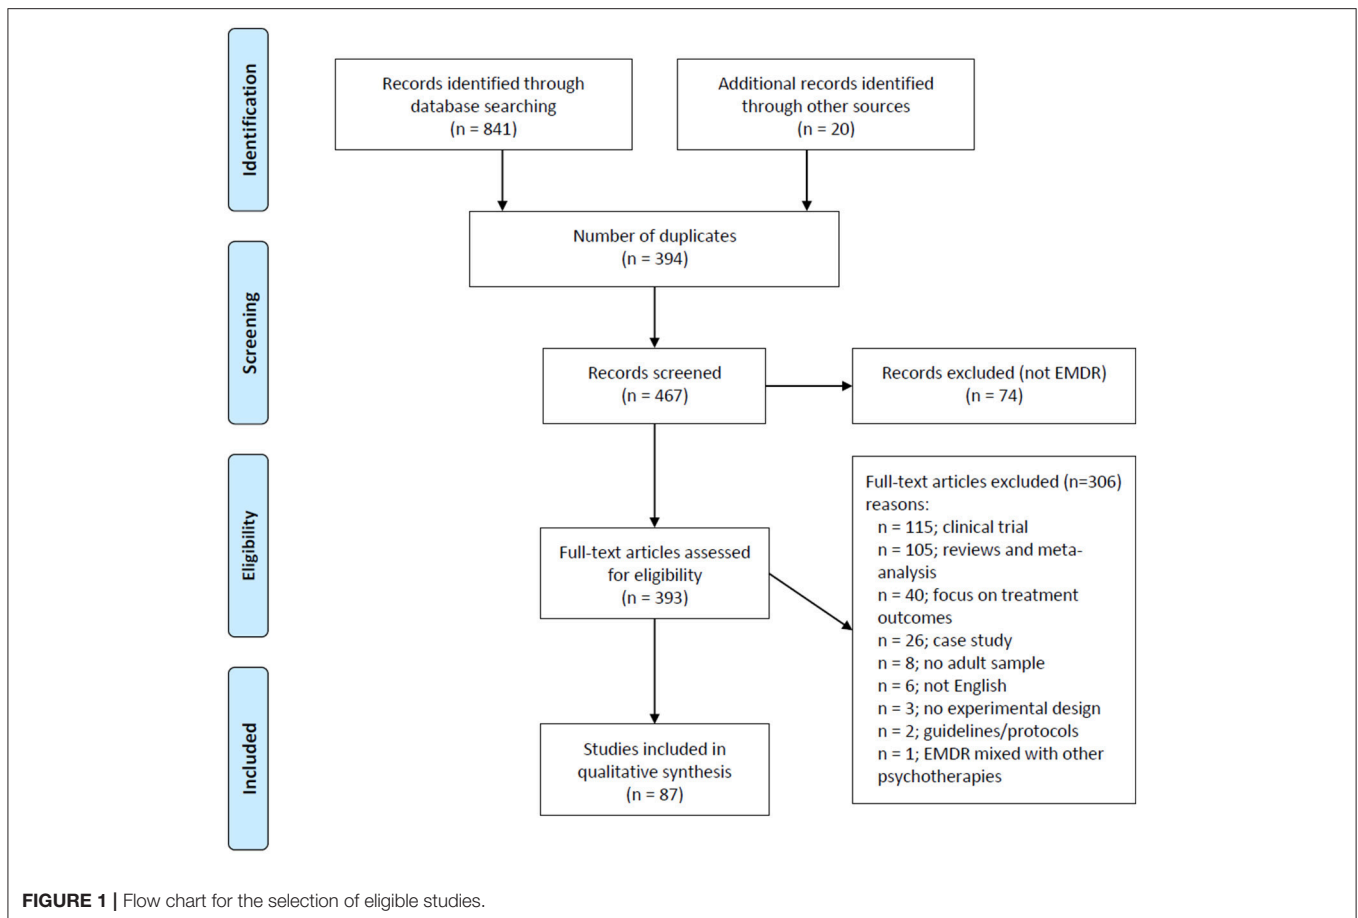 Identification
Records identified through
database searching
(n = 841)
Additional records identified
through other sources
(n = 20)
Number of duplicates
(n = 394)
Screening
Records screened
(n = 467)
Records excluded (not EMDR)
(n = 74)
Eligibility
Full-text articles assessed
for eligibility
(n = 393)
Full-text articles excluded (n=306)
reasons:
n = 115; clinical trial
n = 105; reviews and meta-
analysis
n = 40; focus on treatment
outcomes
n = 26; case study
n = 8; no adult sample
n = 6; not English
n = 3; no experimental design
n = 2; guidelines/protocols
n = 1; EMDR mixed with other
psychotherapies
Included
Studies included in
qualitative synthesis
(n = 87)
FIGURE 1 | Flow chart for the selection of eligible studies.